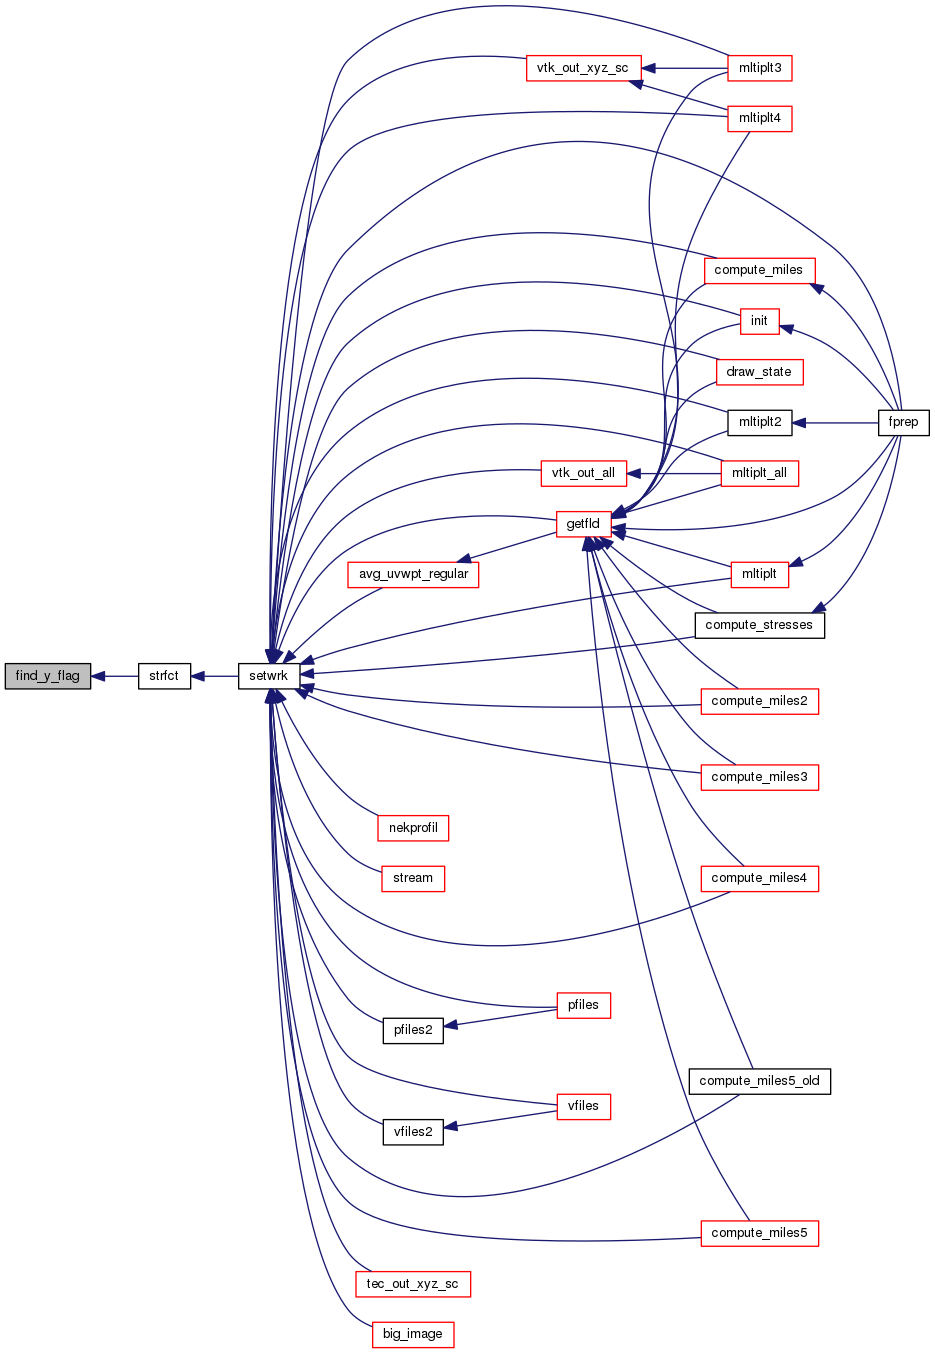 mltiplt3
vtk_out_xyz_sc
mltiplt4
compute_miles
init
draw_state
mltiplt2
fprep
mltiplt_all
vtk_out_all
getfld
avg_uvwpt_regular
mltiplt
compute_stresses
find_y_flag
strfct
setwrk
compute_miles2
compute_miles3
nekprofil
stream
compute_miles4
pfiles
pfiles2
compute_miles5_old
vfiles
vfiles2
compute_miles5
tec_out_xyz_sc
big_image